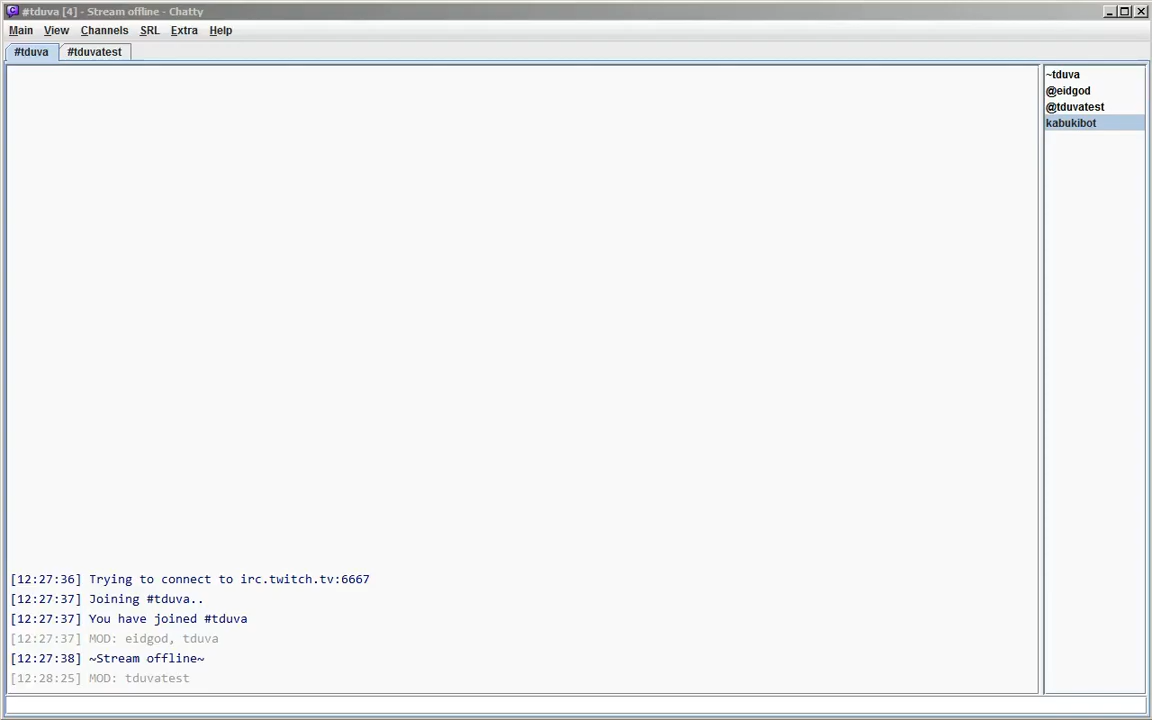 #tduva [4] - Stream offline - Chatty
Main View Channels SRL Extra Help
#tduva #tduvatest
~tduva
@eidgod
@tduvatest
kabukibot
[12:27:36] Trying to connect to irc.twitch.tv:6667
[12:27:37] Joining #tduva..
[12:27:37] You have joined #tduva
[12:27:37] MOD: eidgod, tduva
[12:27:38] ~Stream offline~
[12:28:25] MOD: tduvatest